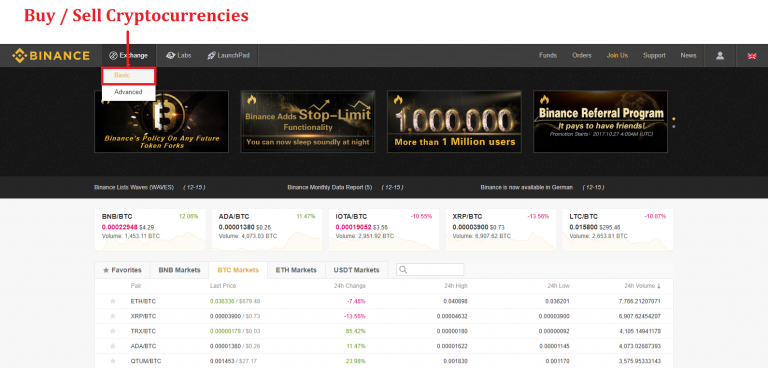 Buy / Sell Cryptocurrencies
BINANCE Exchange Labs LaunchPad Funds Orders Join Us Support News
Basic
Advanced
Binance's Policy On Any Future
Token Forks
Binance Adds Stop-Limit
Functionality
You can now sleep soundly at night
1,000,000
More than 1 Million users
Binance Referral Program
It pays to have friends!
Promotion Starts : 2017.10.27 4:00AM (UTC)
Binance Lists Waves (WAVES) ( 12-15 ) Binance Monthly Data Report (5) ( 12-15 ) Binance is now available in German ( 12-15 )
BNB/BTC 12.06% ADA/BTC 11.47% IOTA/BTC -10.55% XRP/BTC -13.56% LTC/BTC -10.07%
0.00022948 $4.29 0.00001380 $0.26 0.00019052 $3.56 0.00003900 $0.73 0.015800 $295.46
Volume: 1,453.11 BTC Volume: 4,073.03 BTC Volume: 2,951.92 BTC Volume: 6,907.62 BTC Volume: 2,653.81 BTC
Favorites BNB Markets BTC Markets ETH Markets USDT Markets
Pair Last Price 24h Change 24h High 24h Low 24h Volume ↓
ETH/BTC 0.036336 / $679.48 -7.48% 0.040898 0.036201 7,766.21207071
XRP/BTC 0.00003900 / $0.73 -13.56% 0.00004632 0.00003901 6,907.62454207
TRX/BTC 0.00000178 / $0.03 85.42% 0.00000180 0.00000092 4,105.14941178
ADA/BTC 0.00001380 / $0.26 11.47% 0.00001622 0.00001145 4,073.02687393
QTUM/BTC 0.001453 / $27.17 23.98% 0.001830 0.001170 3,575.95333143